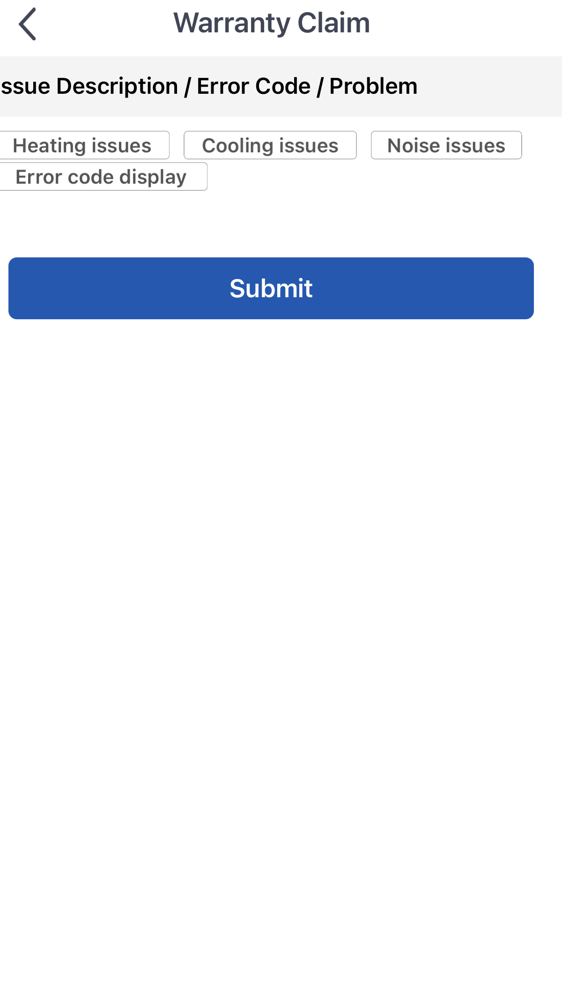 Warranty Claim
ssue Description / Error Code / Problem
Heating issues
Cooling issues
Noise issues
Error code display
Submit